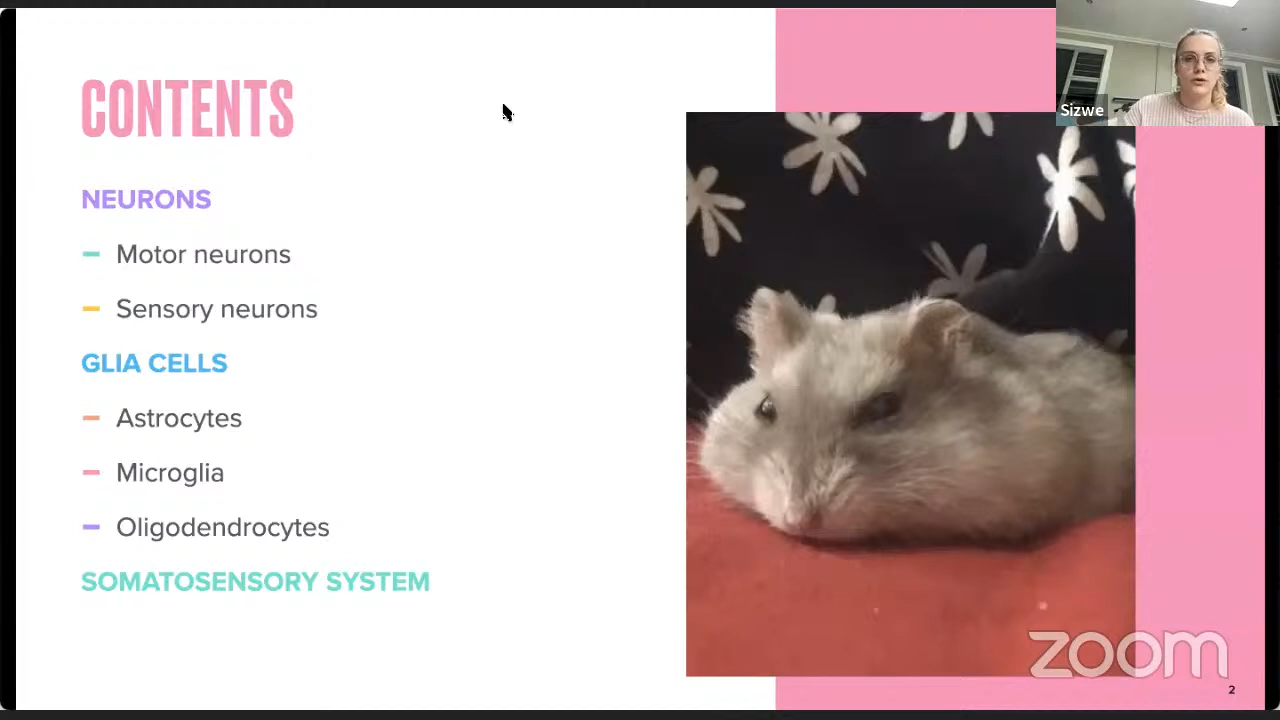 CONTENTS
NEURONS
– Motor neurons
– Sensory neurons
GLIA CELLS
– Astrocytes
– Microglia
– Oligodendrocytes
SOMATOSENSORY SYSTEM
Sizwe
zoom
2